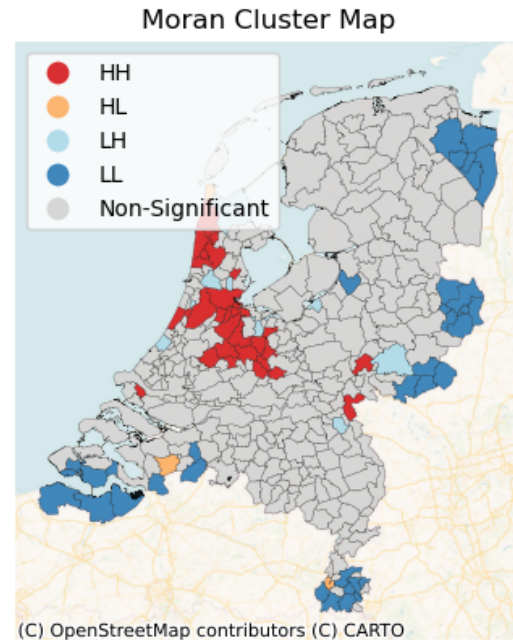 Moran Cluster Map
HH
HL
LH
LL
Non-Significant
(C) OpenStreetMap contributors (C) CARTO